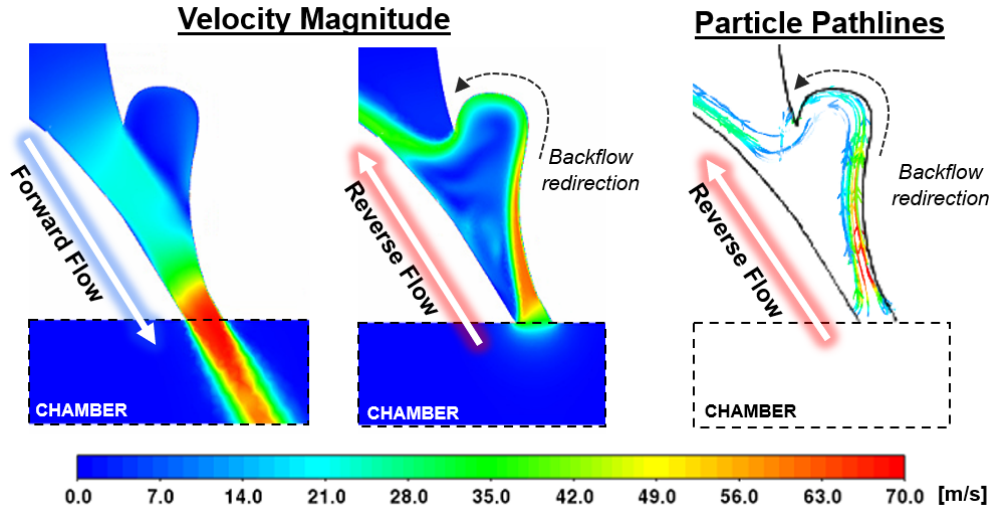 Velocity Magnitude
Particle Pathlines
Forward Flow
Reverse Flow
Backflow
redirection
Reverse Flow
Backflow
redirection
CHAMBER
CHAMBER
CHAMBER
0.0 7.0 14.0 21.0 28.0 35.0 42.0 49.0 56.0 63.0 70.0 [m/s]